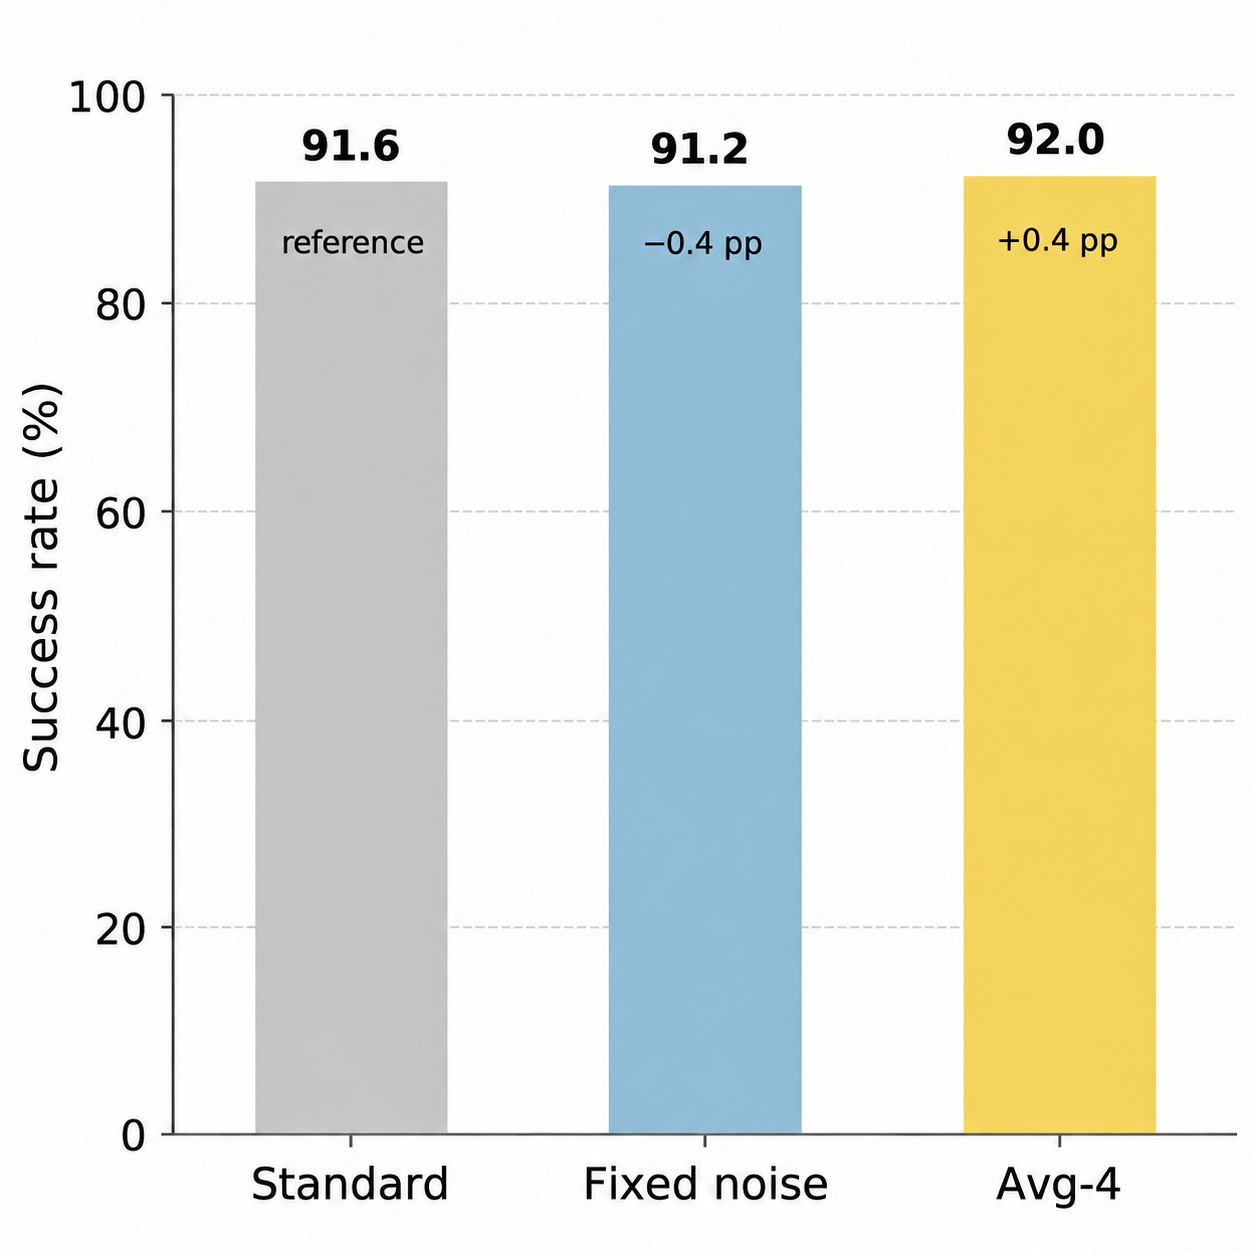 100
80
60
40
20
0
Success rate (%)
91.6
91.2
92.0
reference
−0.4 pp
+0.4 pp
Standard
Fixed noise
Avg-4